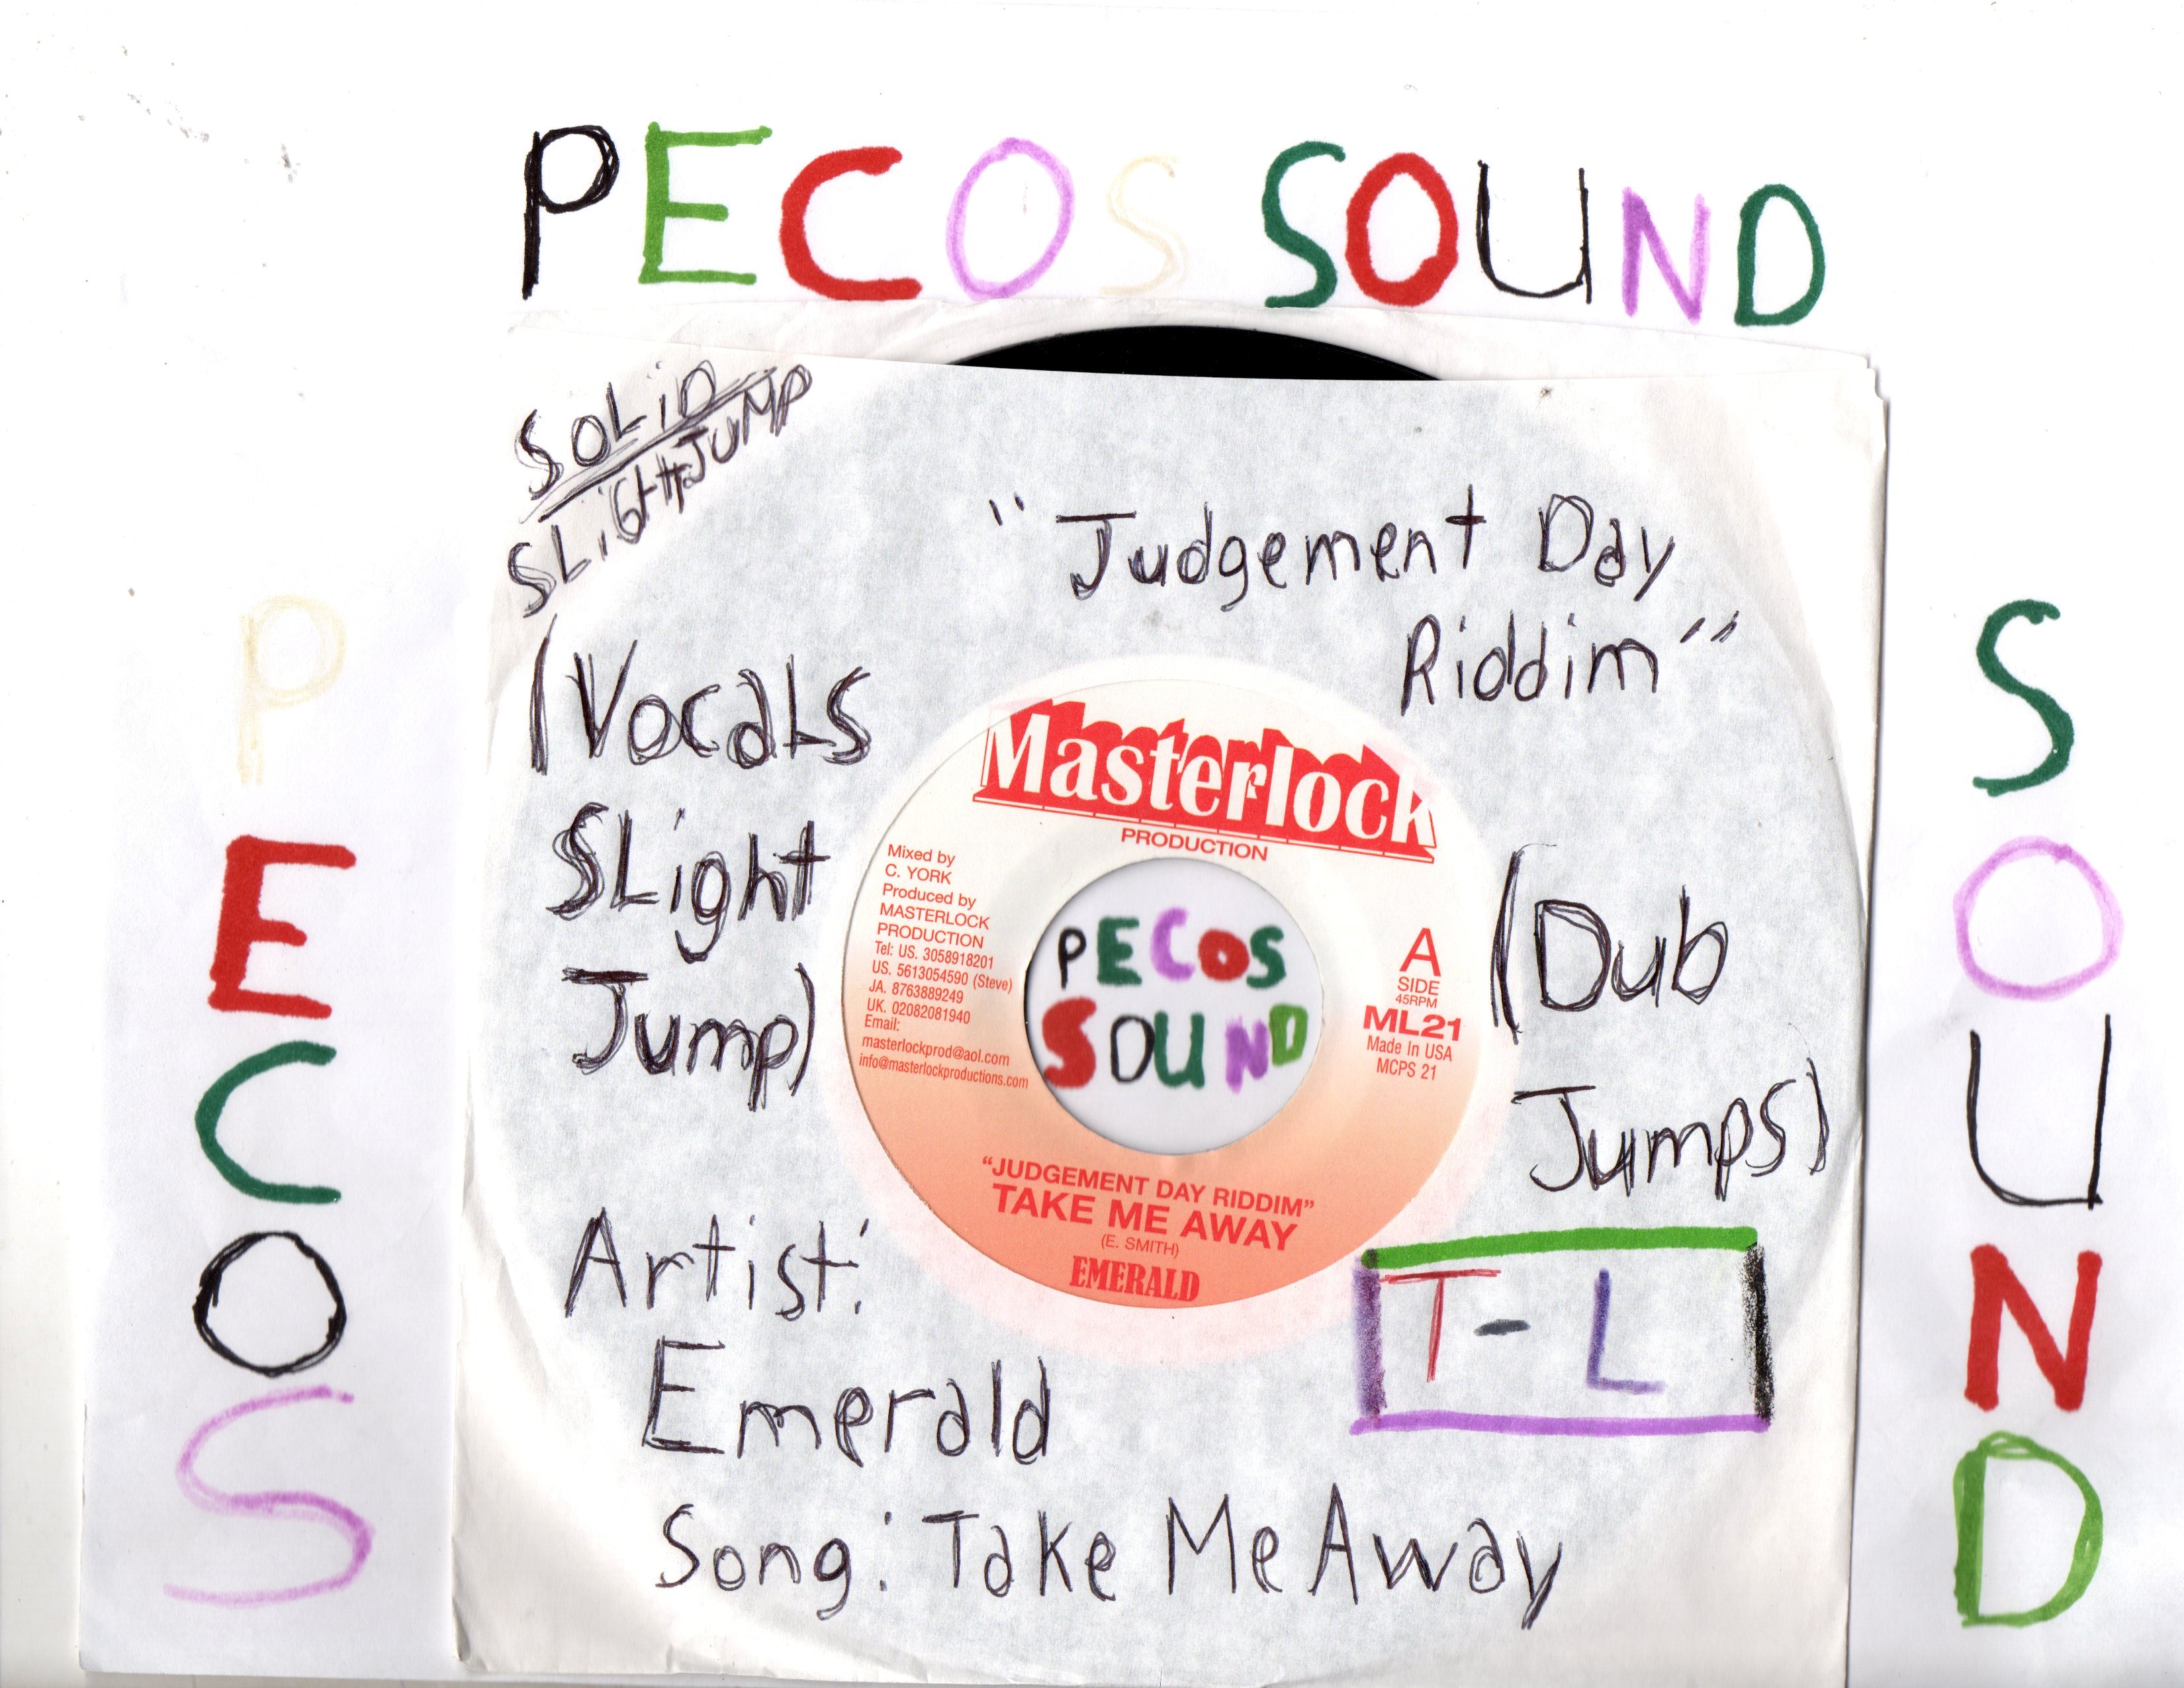 PECOS SOUND
SOLID
SLIGHT JUMP
"Judgement Day
Riddim"
(Vocals
SLight
Jump)
(Dub
Jumps)
Masterlock
PRODUCTION
Mixed by
C. YORK
Produced by
MASTERLOCK
PRODUCTION
Tel: US. 3058918201
US. 5613054590 (Steve)
JA. 8763889249
UK. 02082081940
Email:
masterlockprod@aol.com
info@masterlockproductions.com
PECOS
SOUND
A
SIDE
45RPM
ML21
Made In USA
MCPS 21
"JUDGEMENT DAY RIDDIM"
TAKE ME AWAY
(E. SMITH)
EMERALD
T-L
Artist:
Emerald
Song: Take Me Away
PECOS
SOUND